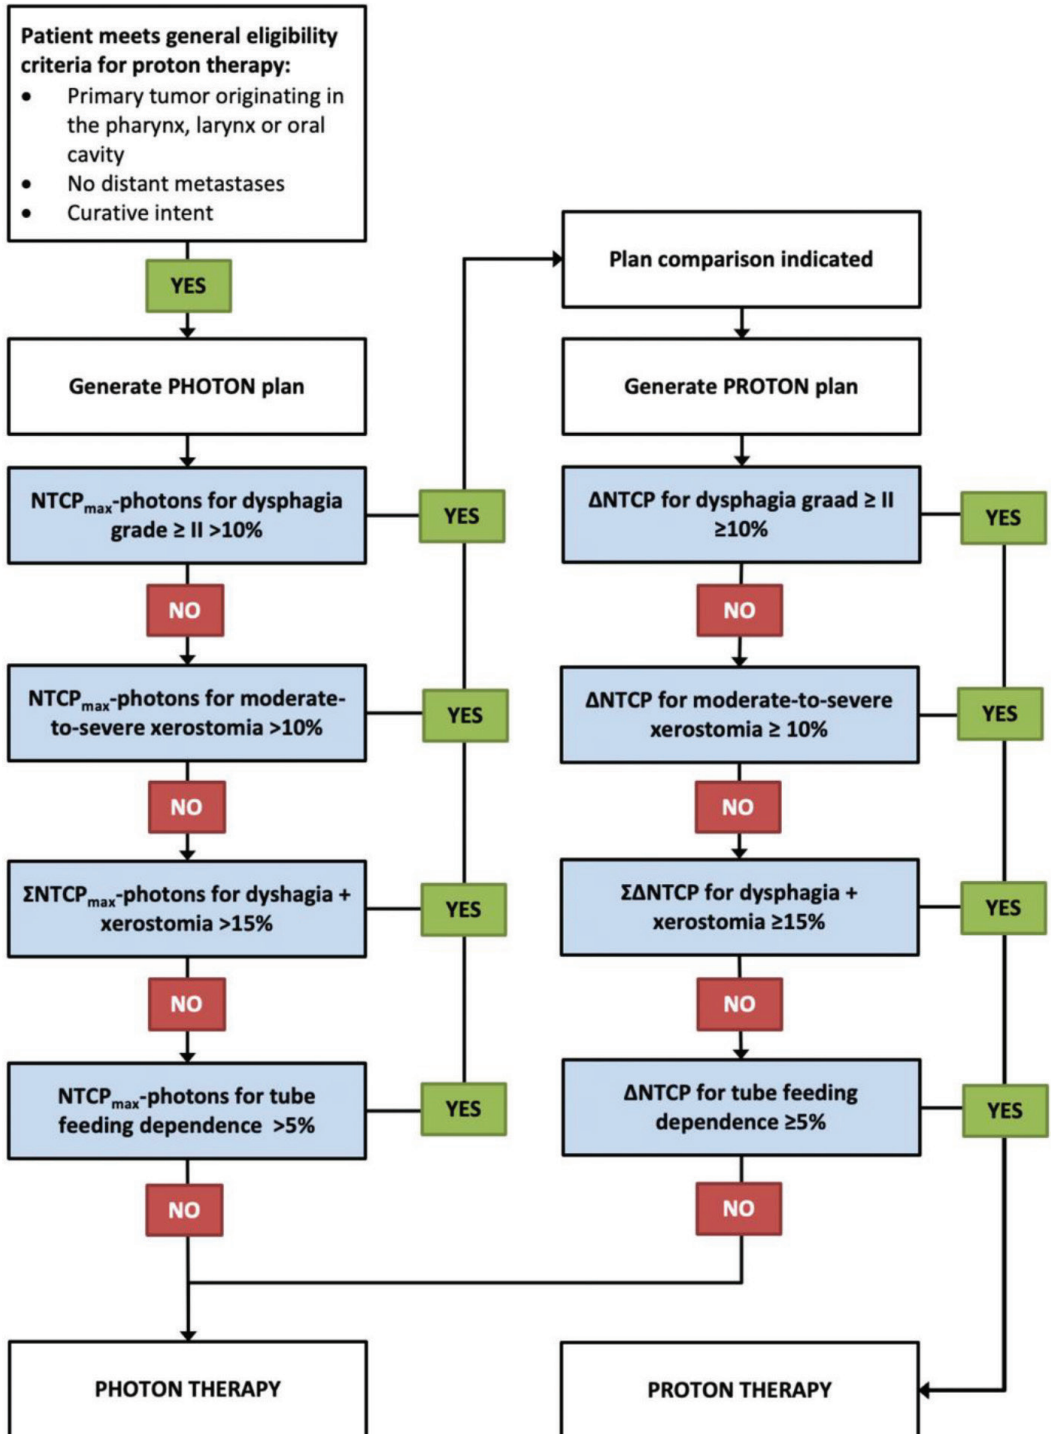 Patient meets general eligibility
criteria for proton therapy:
• Primary tumor originating in
the pharynx, larynx or oral
cavity
• No distant metastases
• Curative intent
YES
Generate PHOTON plan
NTCPmax-photons for dysphagia
grade ≥ II >10%
YES
NO
NTCPmax-photons for moderate-
to-severe xerostomia >10%
YES
NO
ΣNTCPmax-photons for dyshagia +
xerostomia >15%
YES
NO
NTCPmax-photons for tube
feeding dependence >5%
YES
NO
PHOTON THERAPY
Plan comparison indicated
Generate PROTON plan
ΔNTCP for dysphagia graad ≥ II
≥10%
YES
NO
ΔNTCP for moderate-to-severe
xerostomia ≥ 10%
YES
NO
ΣΔNTCP for dysphagia +
xerostomia ≥15%
YES
NO
ΔNTCP for tube feeding
dependence ≥5%
YES
NO
PROTON THERAPY